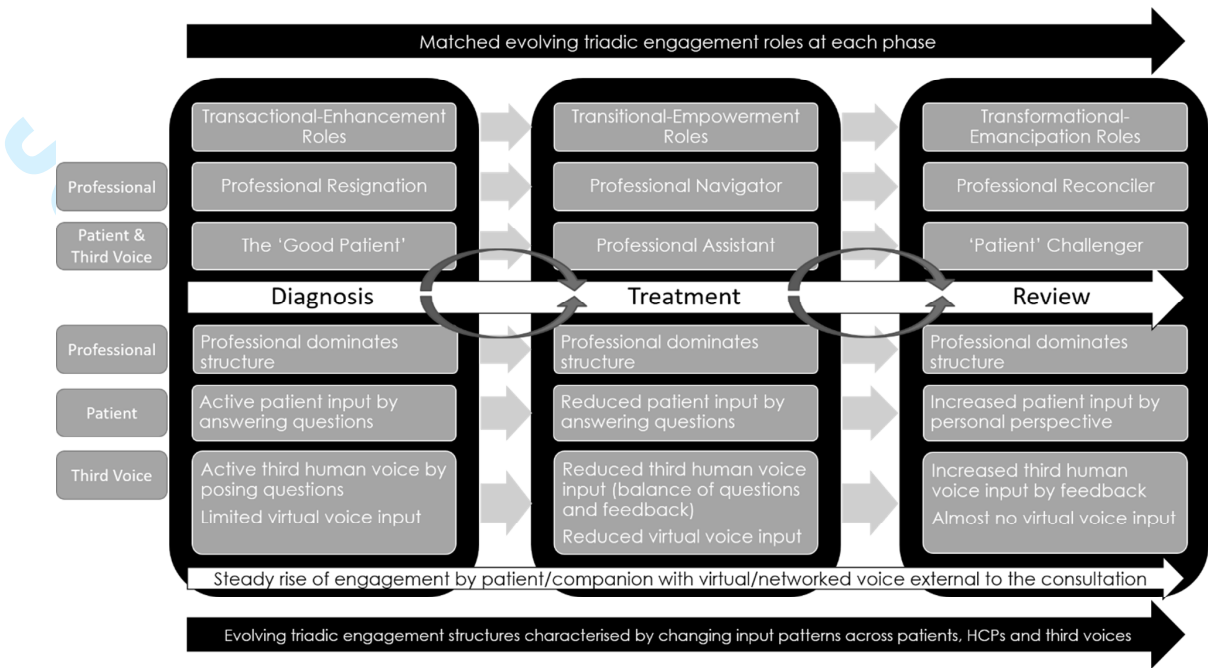 Matched evolving triadic engagement roles at each phase
Transactional-Enhancement
Roles
Transitional-Empowerment
Roles
Transformational-
Emancipation Roles
Professional
Professional Resignation
Professional Navigator
Professional Reconciler
Patient &
Third Voice
The ‘Good Patient’
Professional Assistant
‘Patient’ Challenger
Diagnosis
Treatment
Review
Professional
Professional dominates
structure
Professional dominates
structure
Professional dominates
structure
Patient
Active patient input by
answering questions
Reduced patient input by
answering questions
Increased patient input by
personal perspective
Third Voice
Active third human voice by
posing questions
Limited virtual voice input
Reduced third human voice
input (balance of questions
and feedback)
Reduced virtual voice input
Increased third human
voice input by feedback
Almost no virtual voice input
Steady rise of engagement by patient/companion with virtual/networked voice external to the consultation
Evolving triadic engagement structures characterised by changing input patterns across patients, HCPs and third voices